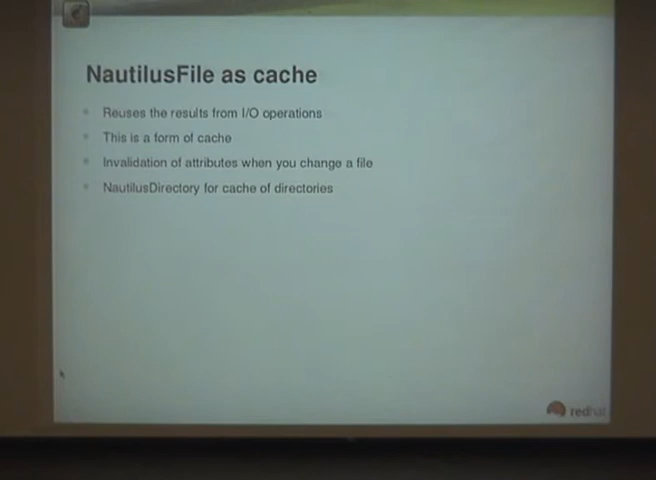 NautilusFile as cache
Reuses the results from I/O operations
This is a form of cache
Invalidation of attributes when you change a file
NautilusDirectory for cache of directories
redhat